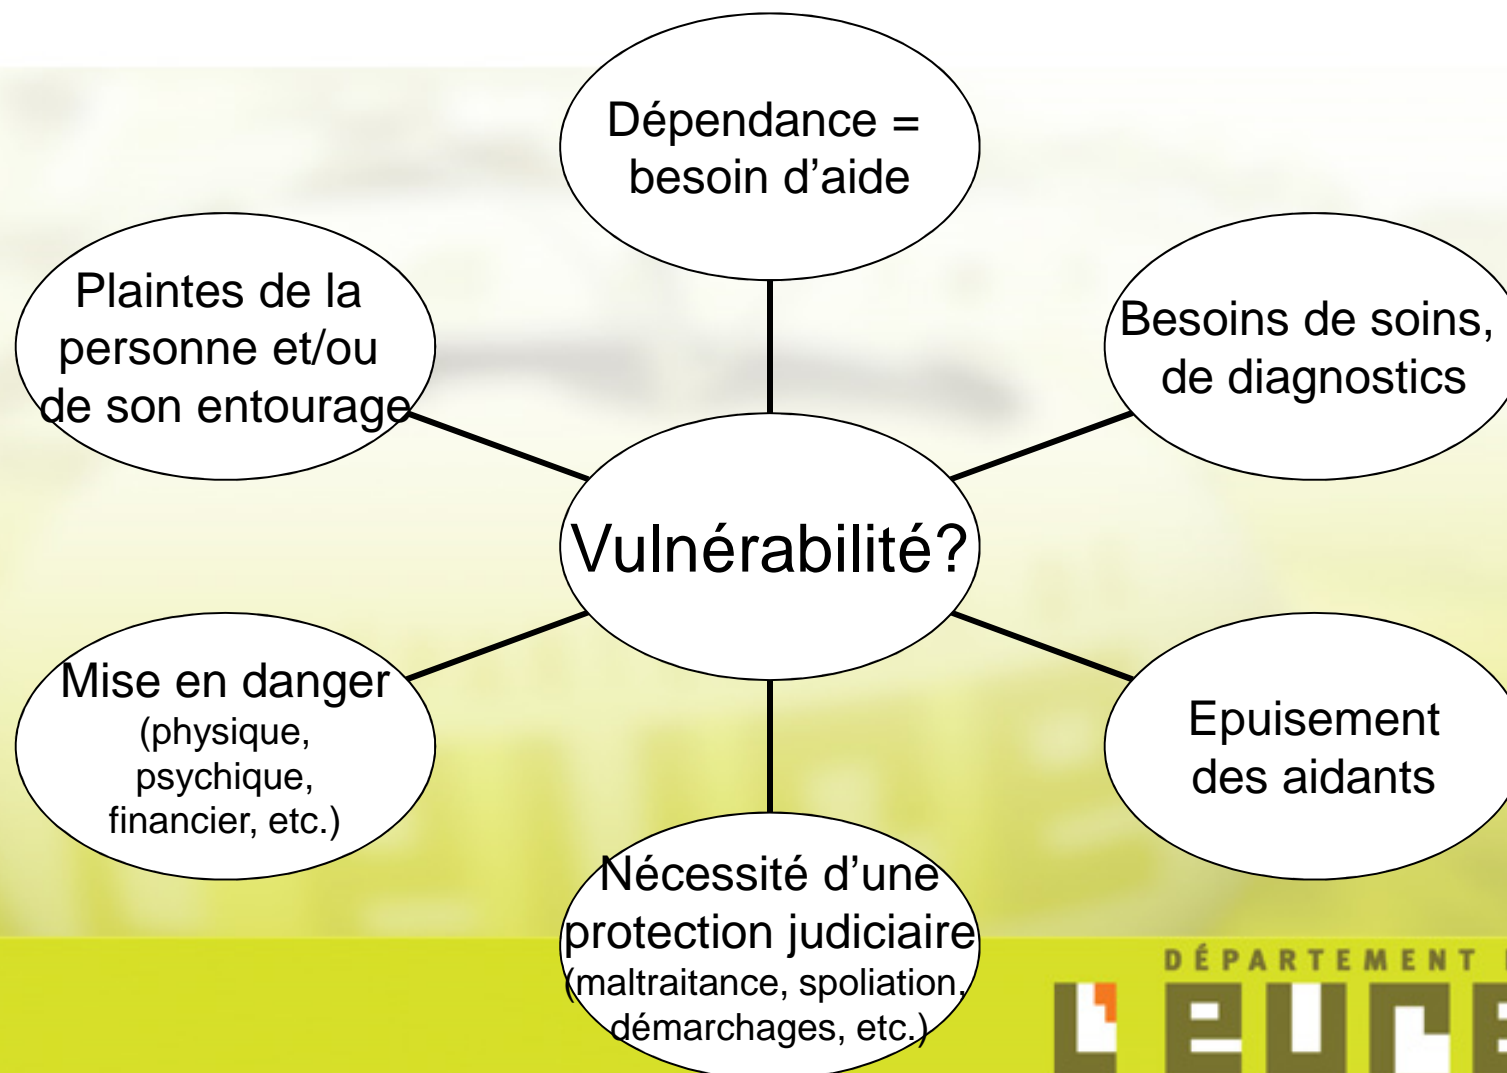 Dépendance =
besoin d’aide
Plaintes de la
personne et/ou
de son entourage
Besoins de soins,
de diagnostics
Vulnérabilité?
Mise en danger
(physique,
psychique,
financier, etc.)
Epuisement
des aidants
Nécessité d’une
protection judiciaire
(maltraitance, spoliation,
démarchages, etc.)
DÉPARTEMENT
L'EURE